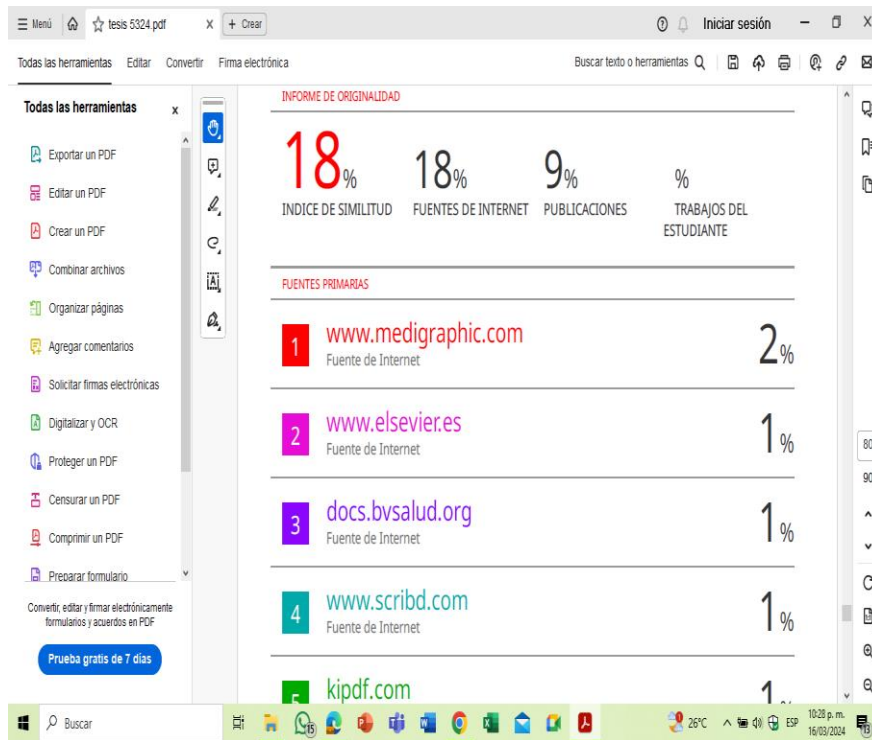 Menú
tesis 5324.pdf
X
+ Crear
Iniciar sesión
X
Todas las herramientas Editar Convertir Firma electrónica
Buscar texto o herramientas
Todas las herramientas
x
Exportar un PDF
Editar un PDF
Crear un PDF
Combinar archivos
Organizar páginas
Agregar comentarios
Solicitar firmas electrónicas
Digitalizar y OCR
Proteger un PDF
Censurar un PDF
Comprimir un PDF
Preparar formulario
Convertir, editar y firmar electrónicamente
formularios y acuerdos en PDF
Prueba gratis de 7 días
INFORME DE ORIGINALIDAD
18% 18% 9% %
INDICE DE SIMILITUD FUENTES DE INTERNET PUBLICACIONES TRABAJOS DEL
ESTUDIANTE
FUENTES PRIMARIAS
1 www.medigraphic.com 2%
Fuente de Internet
2 www.elsevier.es 1%
Fuente de Internet
3 docs.bvsalud.org 1%
Fuente de Internet
4 www.scribd.com 1%
Fuente de Internet
5 kipdf.com 1%
80
90
Buscar
15
26°C
ESP
10:28 p. m.
16/03/2024
13